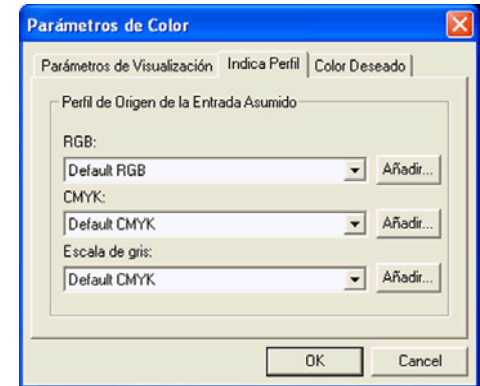 Parámetros de Color
Parámetros de Visualización Indica Perfil Color Deseado
Perfil de Origen de la Entrada Asumido
RGB:
Default RGB Añadir...
CMYK:
Default CMYK Añadir...
Escala de gris:
Default CMYK Añadir...
OK Cancel